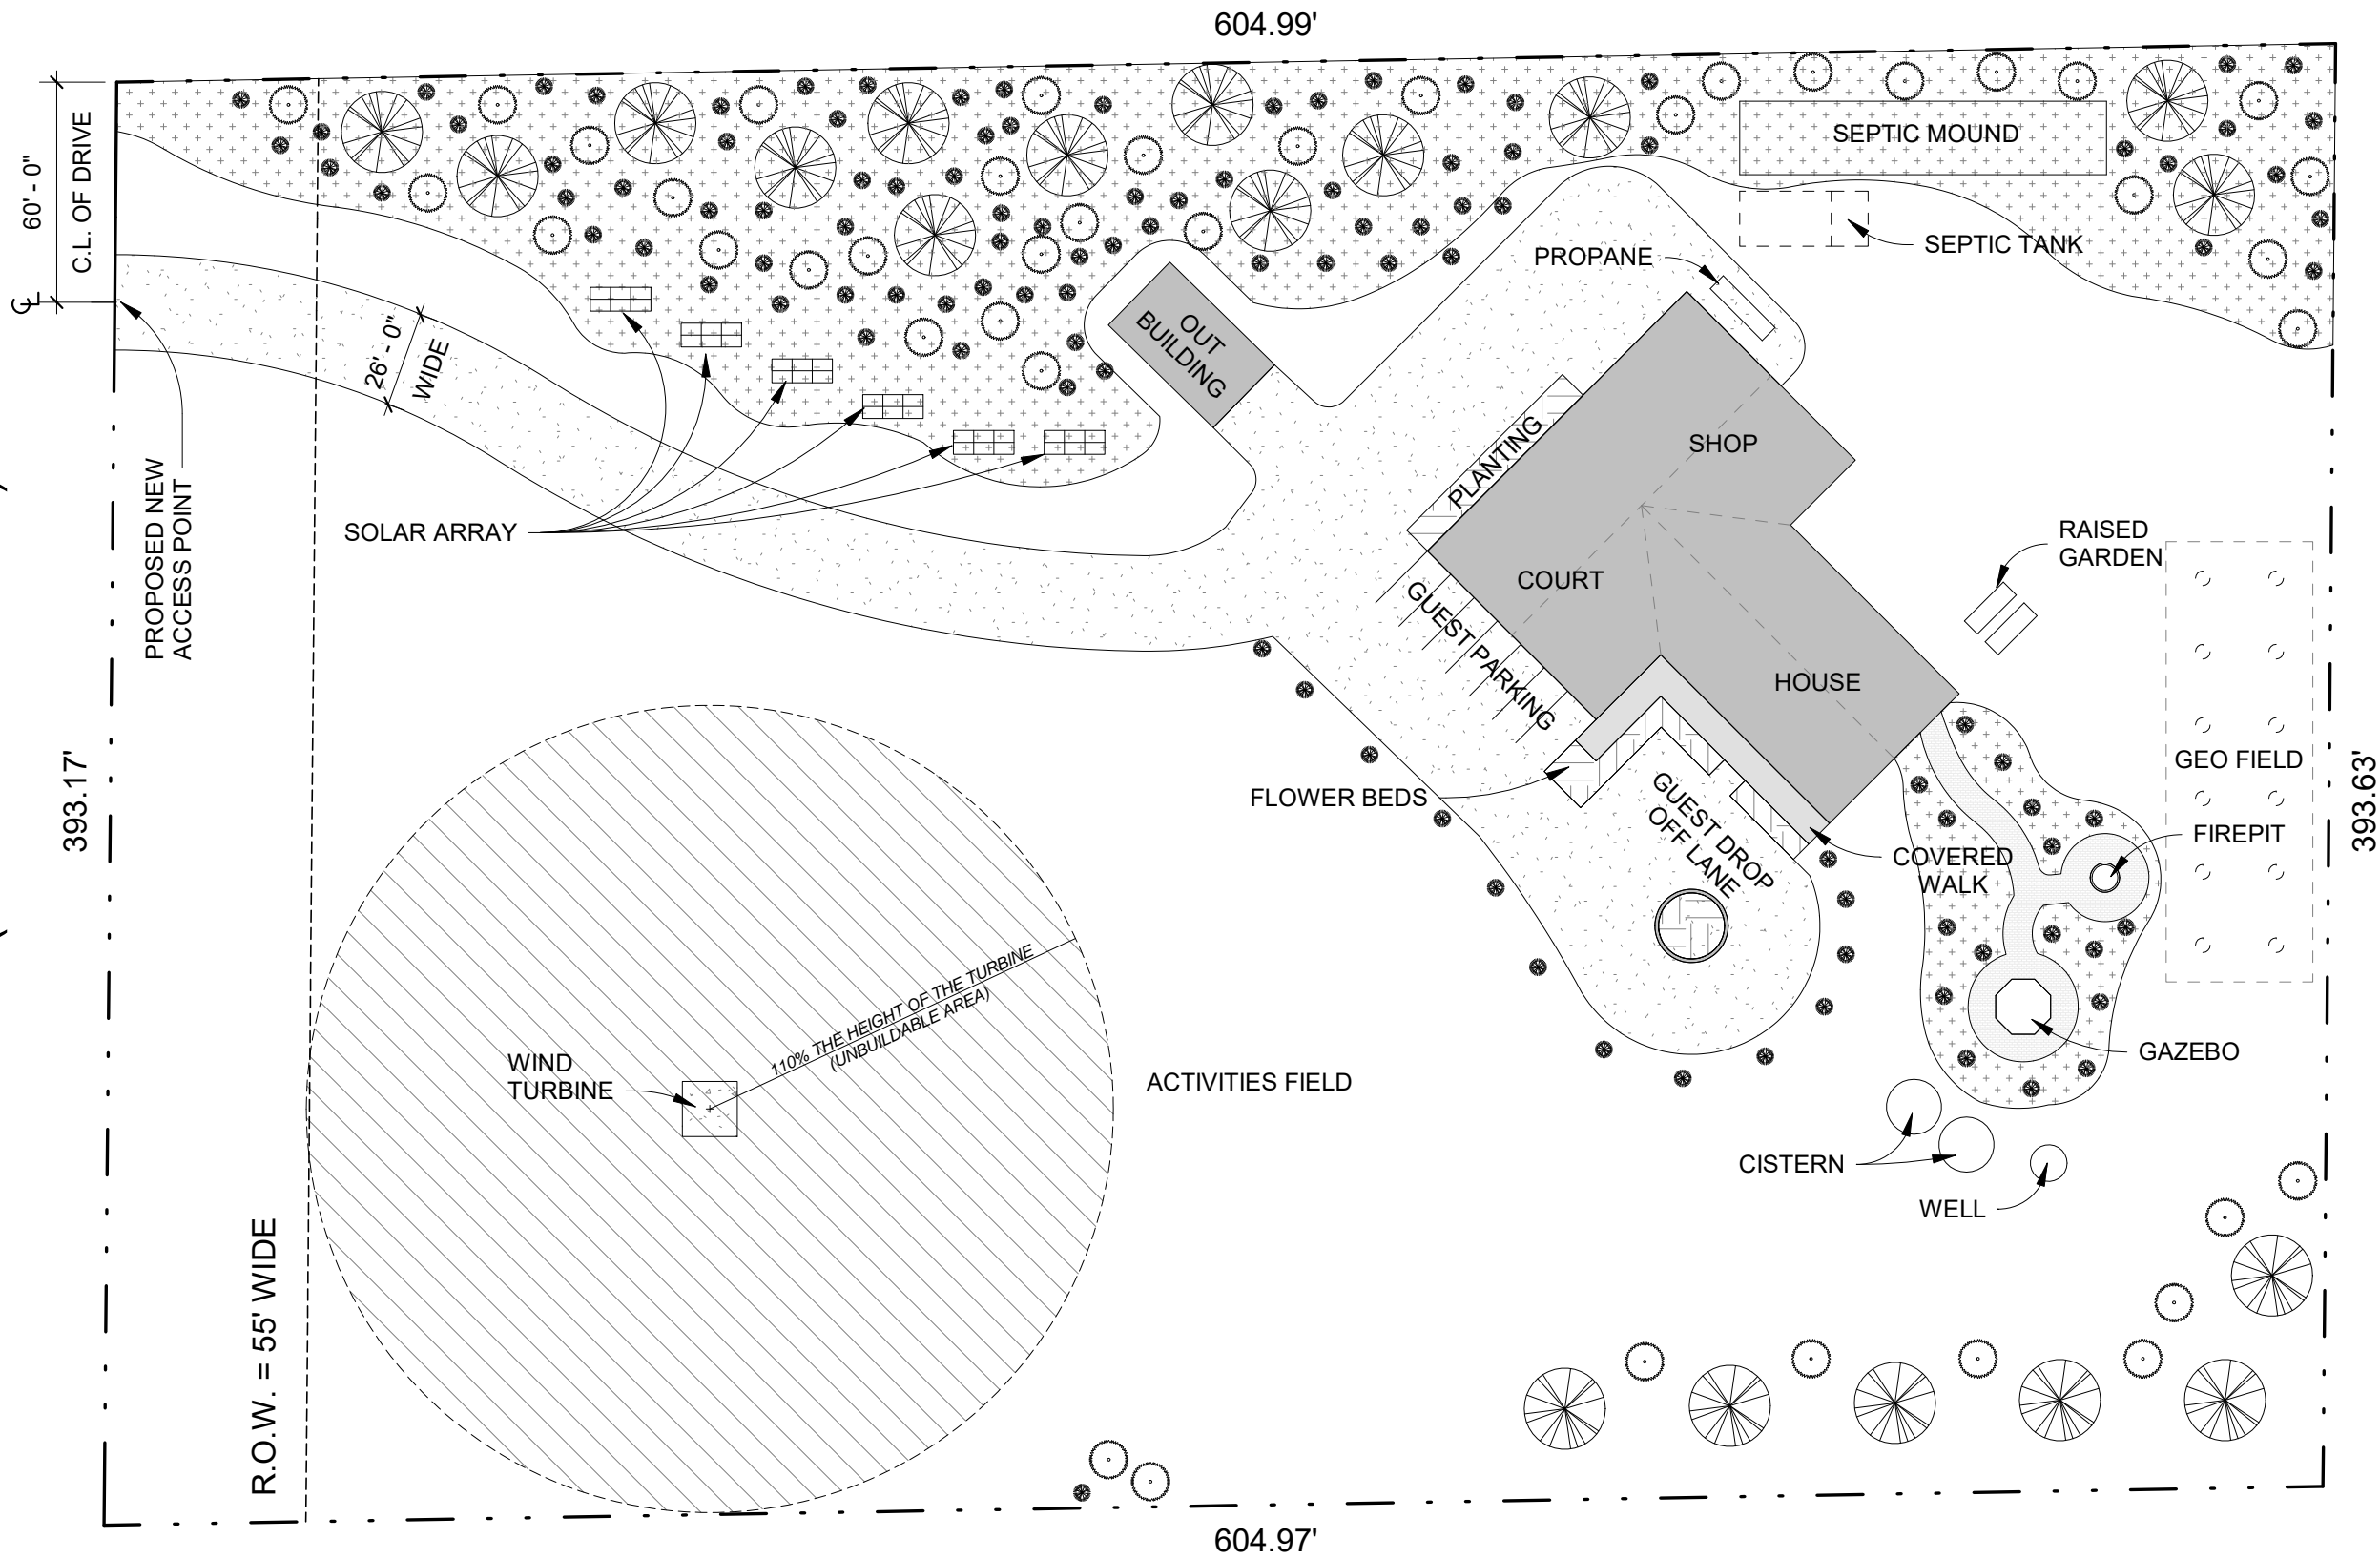 604.99'
60' - 0"
C.L. OF DRIVE
SEPTIC MOUND
SEPTIC TANK
PROPANE
OUT
BUILDING
26' - 0"
WIDE
PROPOSED NEW
ACCESS POINT
SOLAR ARRAY
PLANTING
SHOP
COURT
GUEST PARKING
HOUSE
RAISED
GARDEN
GEO FIELD
FLOWER BEDS
GUEST DROP
OFF LANE
COVERED
WALK
FIREPIT
393.17'
393.63'
110% THE HEIGHT OF THE TURBINE
(UNBUILDABLE AREA)
WIND
TURBINE
ACTIVITIES FIELD
GAZEBO
CISTERN
WELL
R.O.W. = 55' WIDE
604.97'